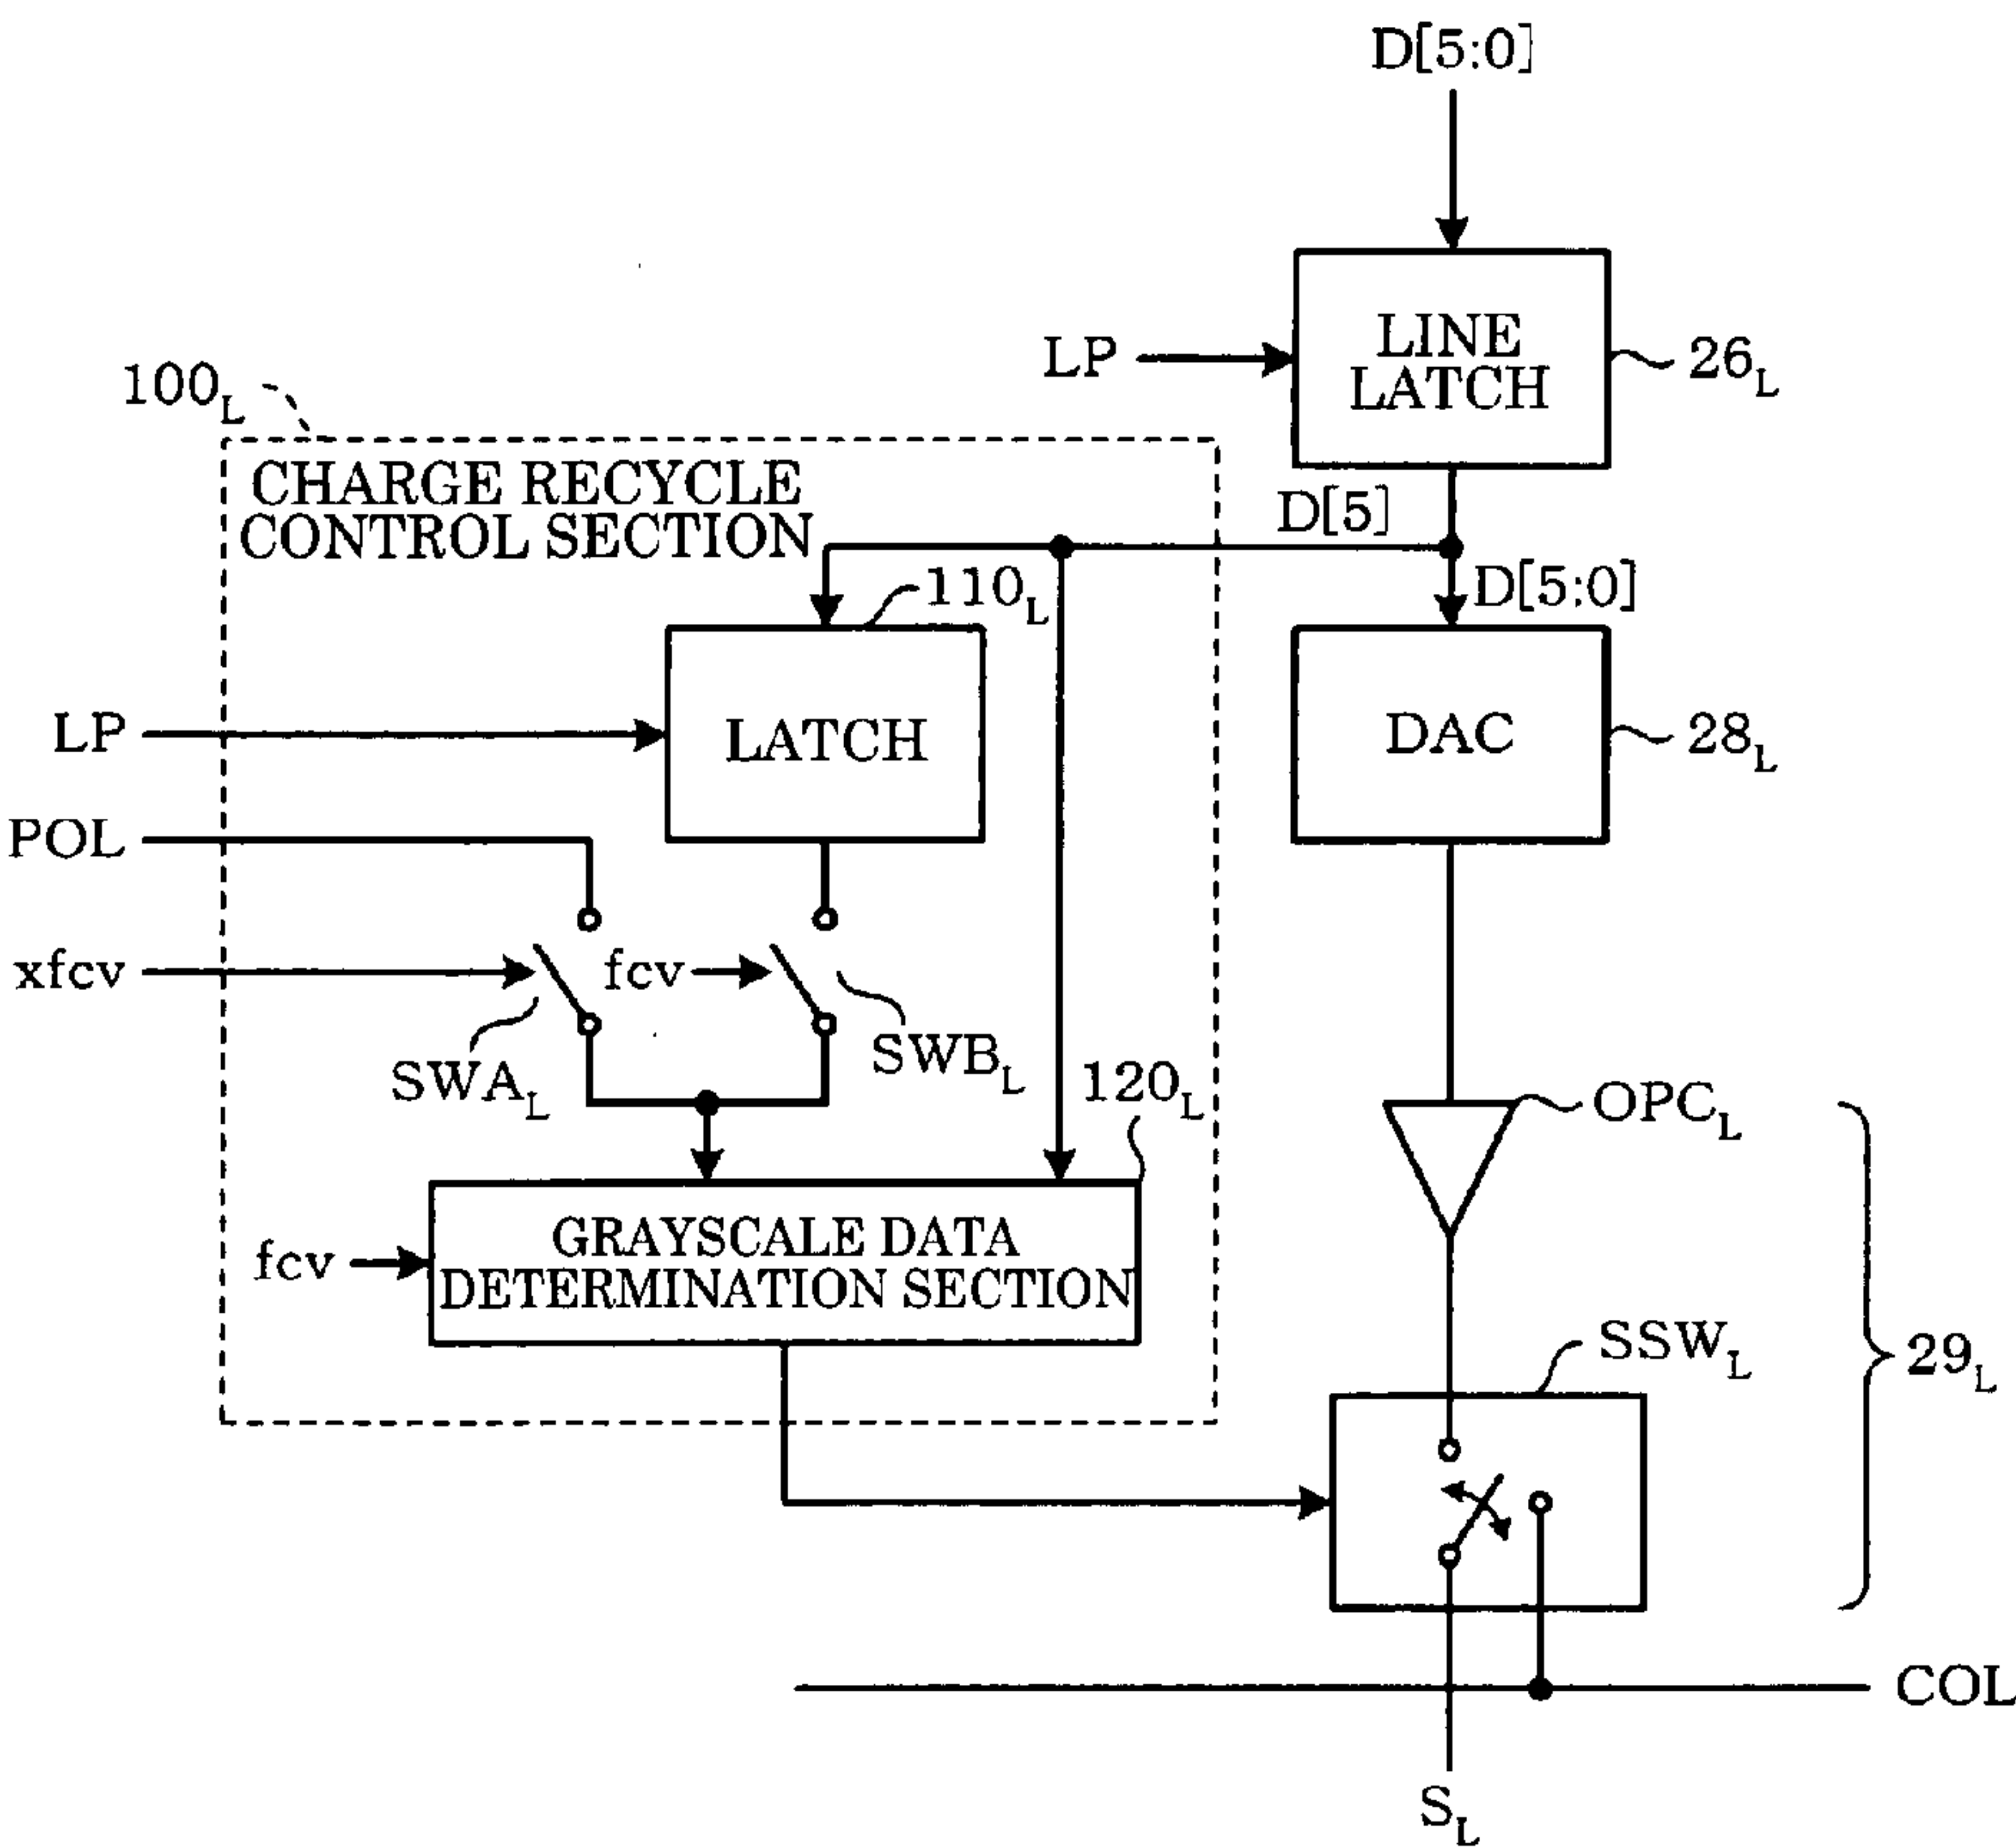 D[5:0]
LP
LINE
LATCH
26L
100L
CHARGE RECYCLE
CONTROL SECTION
D[5]
D[5:0]
110L
LP
LATCH
DAC
28L
POL
xfcv
fcv
SWAL
SWBL
120L
OPCL
fcv
GRAYSCALE DATA
DETERMINATION SECTION
SSWL
29L
COL
SL